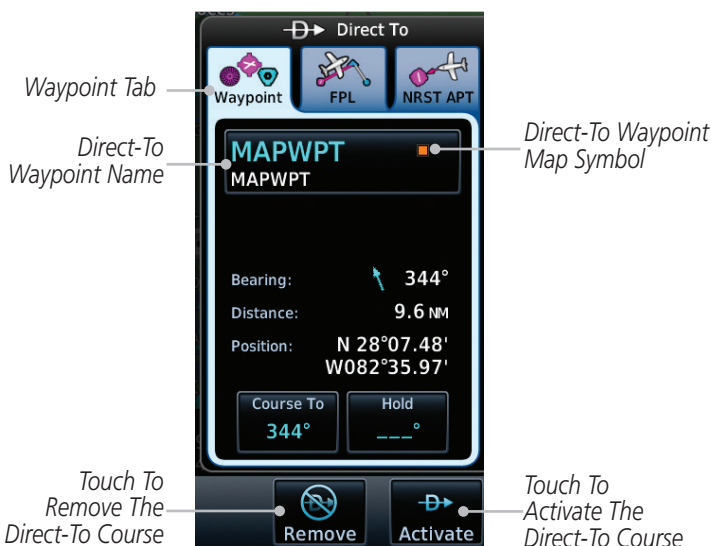 Direct To
Waypoint
FPL
NRST APT
Waypoint Tab
Direct-To
Waypoint Name
MAPWPT
MAPWPT
Direct-To Waypoint
Map Symbol
Bearing: 344°
Distance: 9.6 NM
Position: N 28°07.48'
W082°35.97'
Course To
344°
Hold
___°
Touch To
Remove The
Direct-To Course
Remove
Activate
Touch To
Activate The
Direct-To Course